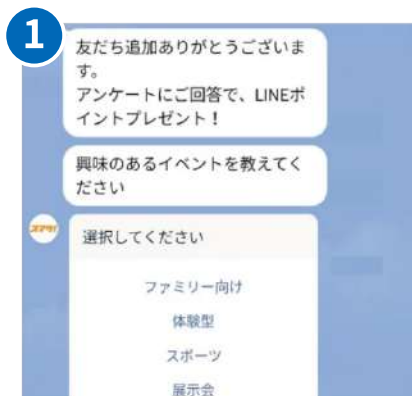 1
友だち追加ありがとうございま
す。
アンケートにご回答で、LINEポ
イントプレゼント！
興味のあるイベントを教えてく
ださい
選択してください
ファミリー向け
体験型
スポーツ
展示会